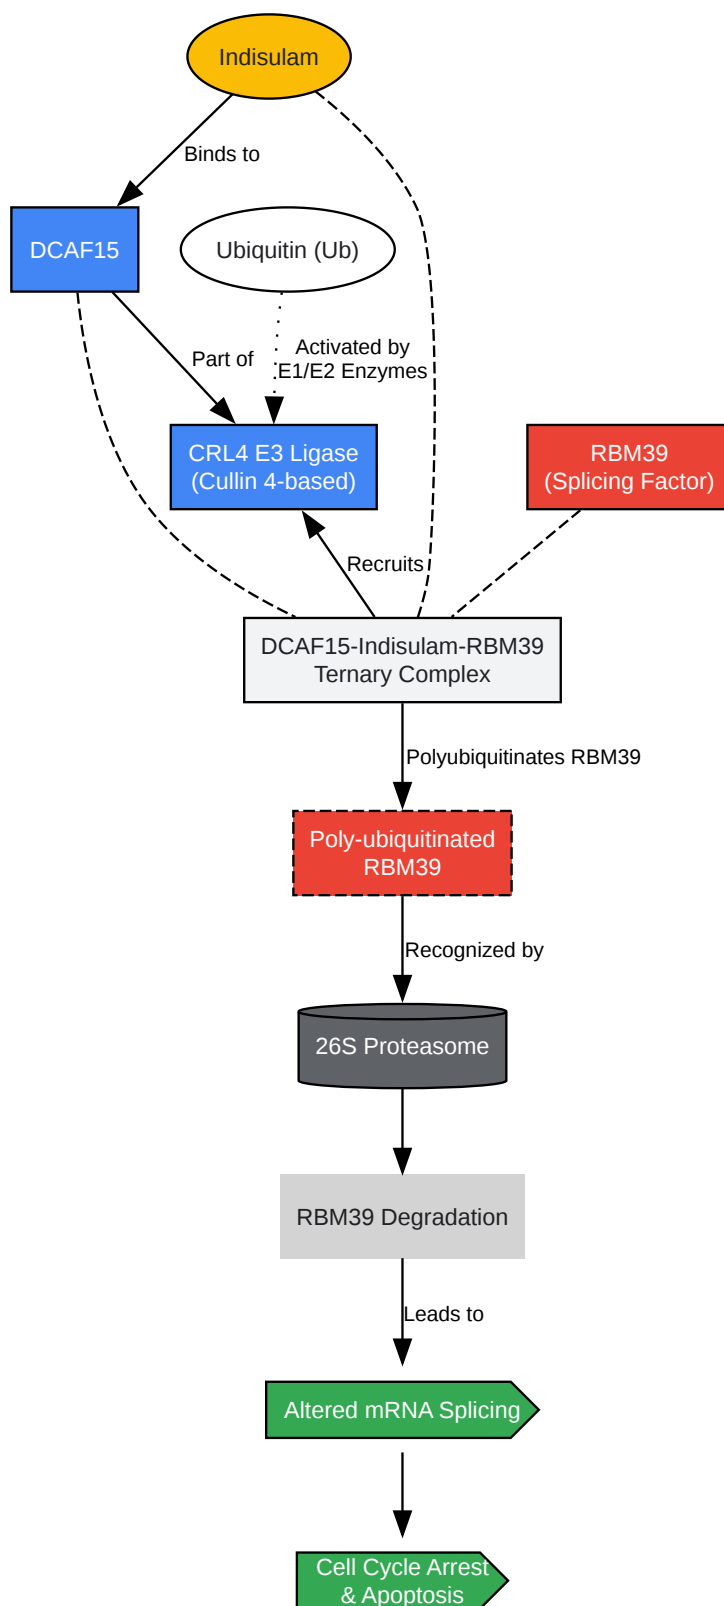 Indisulam
Binds to
DCAF15
Ubiquitin (Ub)
Part of
Activated by
E1/E2 Enzymes
CRL4 E3 Ligase
(Cullin 4-based)
RBM39
(Splicing Factor)
Recruits
DCAF15-Indisulam-RBM39
Ternary Complex
Polyubiquitinates RBM39
Poly-ubiquitinated
RBM39
Recognized by
26S Proteasome
RBM39 Degradation
Leads to
Altered mRNA Splicing
Cell Cycle Arrest
& Apoptosis